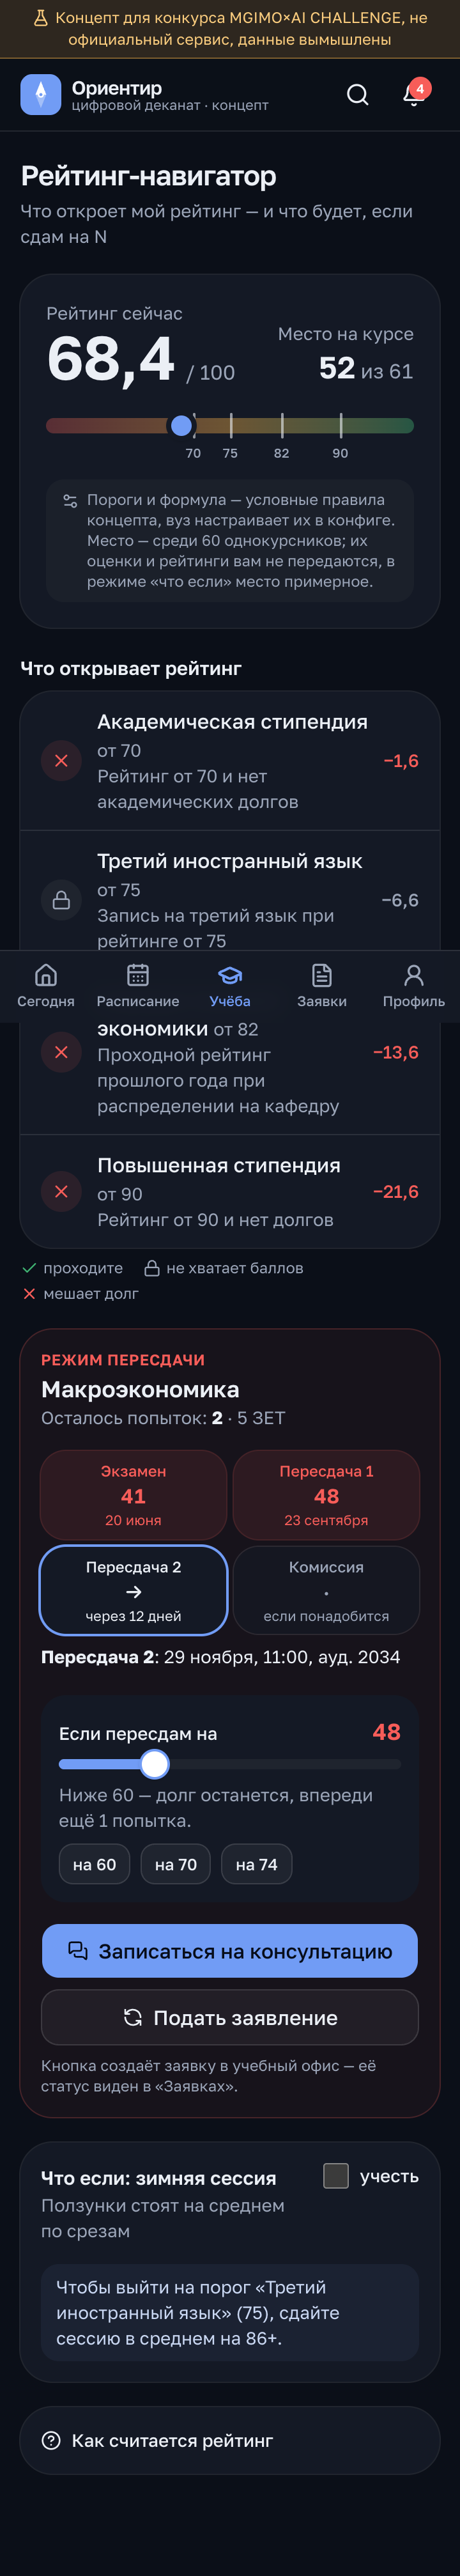 Концепт для конкурса MGIMO×AI CHALLENGE, не
официальный сервис, данные вымышлены
Ориентир
цифровой деканат · концепт
4
Рейтинг-навигатор
Что откроет мой рейтинг — и что будет, если
сдам на N
Рейтинг сейчас
68,4 / 100
Место на курсе
52 из 61
70 75 82 90
Пороги и формула — условные правила
концепта, вуз настраивает их в конфиге.
Место — среди 60 однокурсников; их
оценки и рейтинги вам не передаются, в
режиме «что если» место примерное.
Что открывает рейтинг
Академическая стипендия
от 70
Рейтинг от 70 и нет
академических долгов
−1,6
Третий иностранный язык
от 75
Запись на третий язык при
рейтинге от 75
−6,6
Сегодня Расписание Учёба Заявки Профиль
экономики от 82
Проходной рейтинг
прошлого года при
распределении на кафедру
−13,6
Повышенная стипендия
от 90
Рейтинг от 90 и нет долгов
−21,6
проходите не хватает баллов
мешает долг
РЕЖИМ ПЕРЕСДАЧИ
Макроэкономика
Осталось попыток: 2 · 5 ЗЕТ
Экзамен
41
20 июня
Пересдача 1
48
23 сентября
Пересдача 2
→
через 12 дней
Комиссия
·
если понадобится
Пересдача 2: 29 ноября, 11:00, ауд. 2034
Если пересдам на 48
Ниже 60 — долг останется, впереди
ещё 1 попытка.
на 60 на 70 на 74
Записаться на консультацию
Подать заявление
Кнопка создаёт заявку в учебный офис — её
статус виден в «Заявках».
Что если: зимняя сессия
учесть
Ползунки стоят на среднем
по срезам
Чтобы выйти на порог «Третий
иностранный язык» (75), сдайте
сессию в среднем на 86+.
Как считается рейтинг